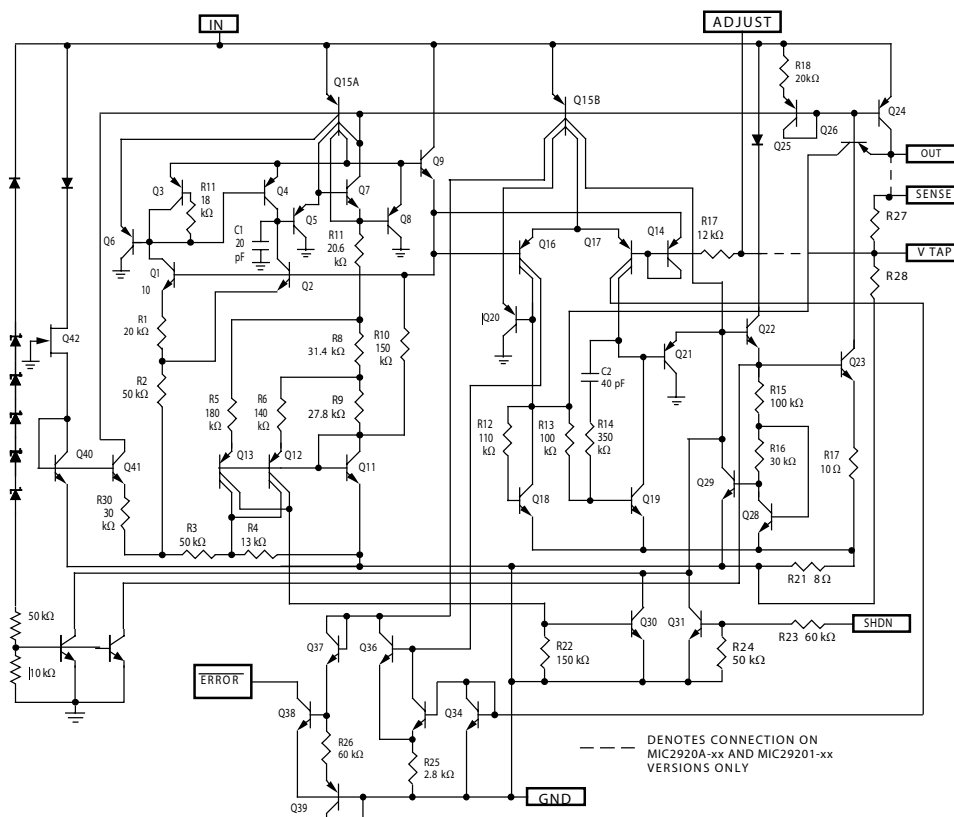 IN
ADJUST
Q15A
Q15B
R18
20kΩ
Q24
Q26
Q25
OUT
Q9
Q3
R11
18
kΩ
Q4
Q7
Q5
Q8
SENSE
R27
Q6
C1
20
pF
R11
20.6
kΩ
Q16
Q17
Q14
R17
12 kΩ
V TAP
R28
Q1
10
Q2
R1
20 kΩ
R10
150
kΩ
Q20
Q22
Q42
R8
31.4 kΩ
Q21
Q23
R2
50 kΩ
C2
40 pF
R15
100 kΩ
R5
180
kΩ
R6
140
kΩ
R9
27.8 kΩ
R12
110
kΩ
R13
100
kΩ
R14
350
kΩ
R16
30 kΩ
R17
10 Ω
Q40
Q41
Q13
Q12
Q11
Q29
R30
30
kΩ
Q18
Q19
Q28
R3
50 kΩ
R4
13 kΩ
R21 8 Ω
50 kΩ
Q30
Q31
SHDN
R23 60 kΩ
10 kΩ
Q37
Q36
R22
150 kΩ
R24
50 kΩ
ERROR
Q38
Q34
R26
60 kΩ
R25
2.8 kΩ
DENOTES CONNECTION ON
MIC2920A-xx AND MIC29201-xx
VERSIONS ONLY
Q39
GND